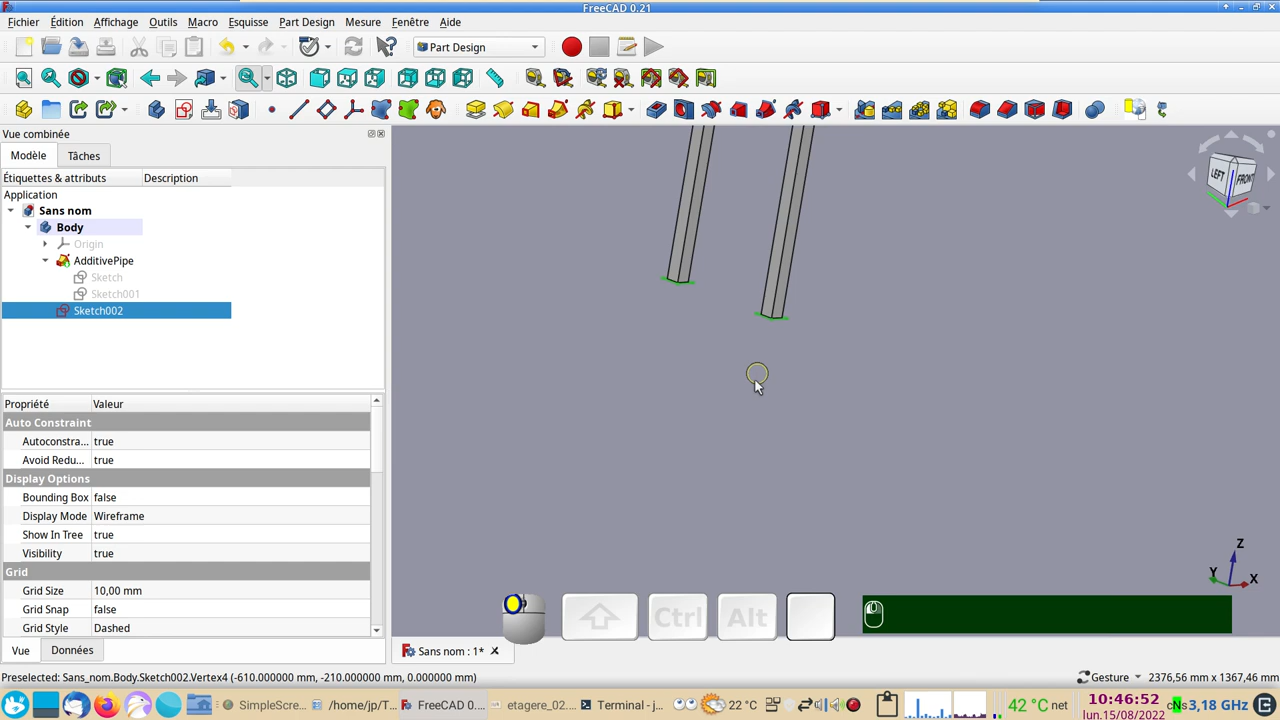 FreeCAD 0.21
Fichier Édition Affichage Outils Macro Esquisse Part Design Mesure Fenêtre Aide
Part Design
Vue combinée
Modèle Tâches
Étiquettes & attributs Description
Application
Sans nom
Body
Origin
AdditivePipe
Sketch
Sketch001
Sketch002
LEFT FRONT
Propriété Valeur
Auto Constraint
Autoconstra... true
Avoid Redu... true
Display Options
Bounding Box false
Display Mode Wireframe
Show In Tree true
Visibility true
Grid
Grid Size 10,00 mm
Grid Snap false
Grid Style Dashed
Z
Y X
Ctrl Alt
Vue Données
Sans nom : 1*
Preselected: Sans_nom.Body.Sketch002.Vertex4 (-610.000000 mm, -210.000000 mm, 0.000000 mm)
Gesture 2376,56 mm x 1367,46 mm
SimpleScre... /home/jp/T... FreeCAD 0.... etagere_02.... Terminal - j... 22 °C 42 °C net 10:46:52 lun.15/08/2022 3,18 GHz